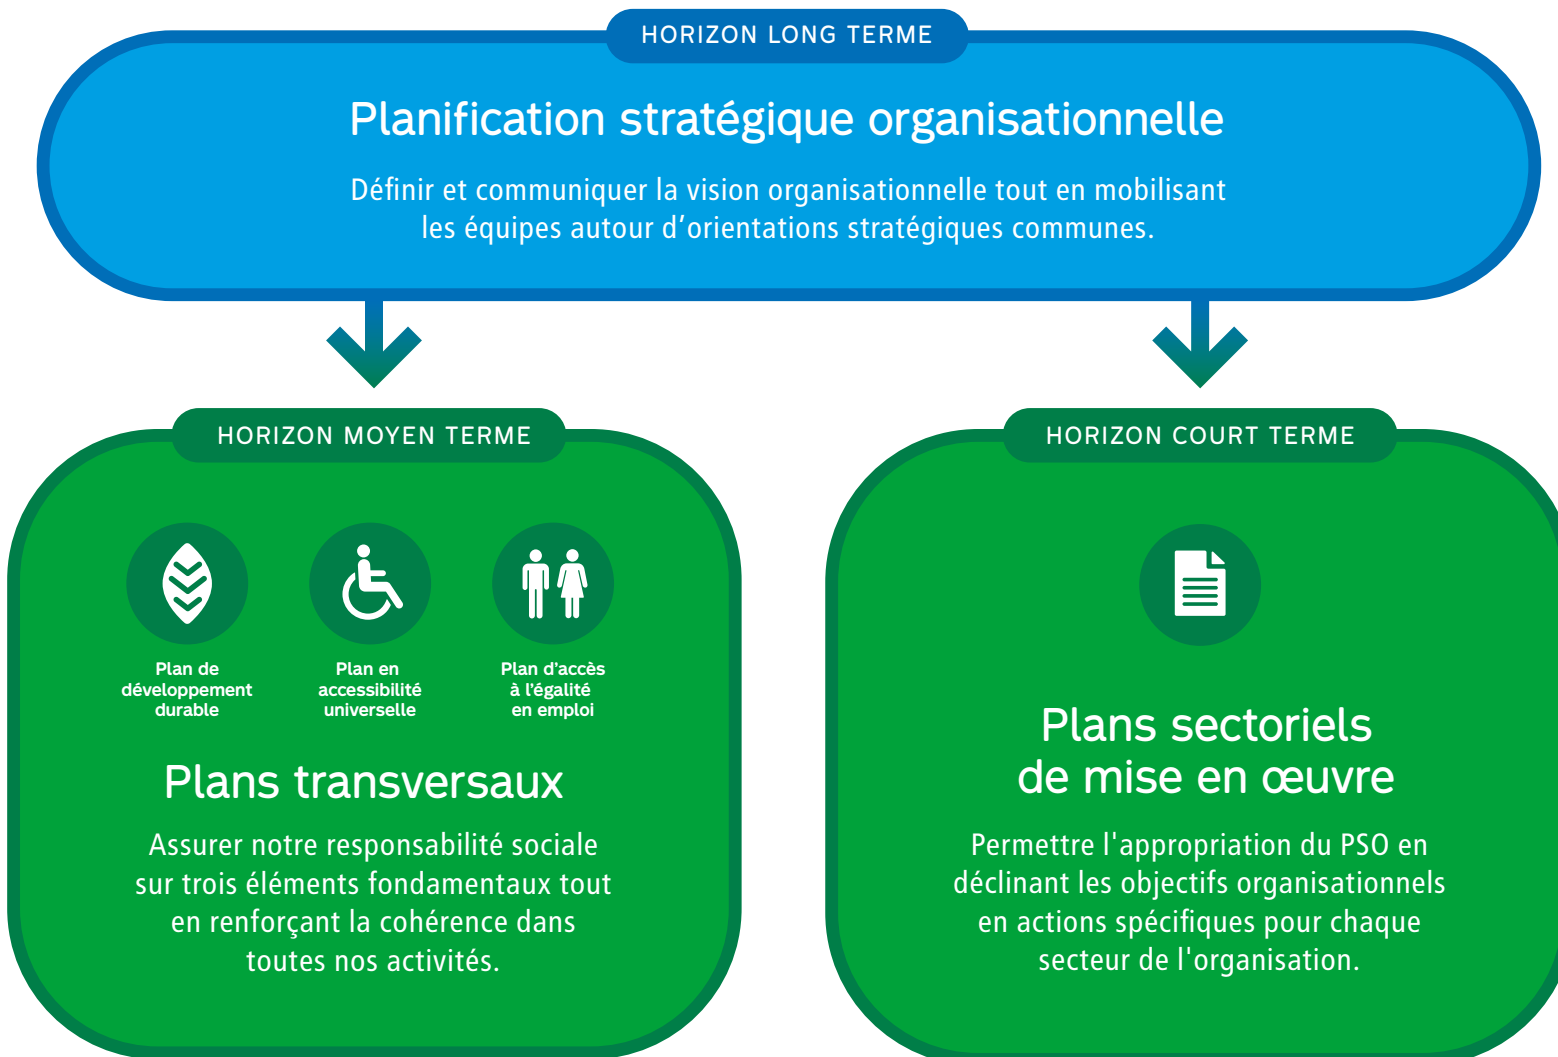 HORIZON LONG TERME
Planification stratégique organisationnelle
Définir et communiquer la vision organisationnelle tout en mobilisant
les équipes autour d’orientations stratégiques communes.
HORIZON MOYEN TERME
Plan de
développement
durable
Plan en
accessibilité
universelle
Plan d’accès
à l’égalité
en emploi
Plans transversaux
Assurer notre responsabilité sociale
sur trois éléments fondamentaux tout
en renforçant la cohérence dans
toutes nos activités.
HORIZON COURT TERME
Plans sectoriels
de mise en œuvre
Permettre l'appropriation du PSO en
déclinant les objectifs organisationnels
en actions spécifiques pour chaque
secteur de l'organisation.